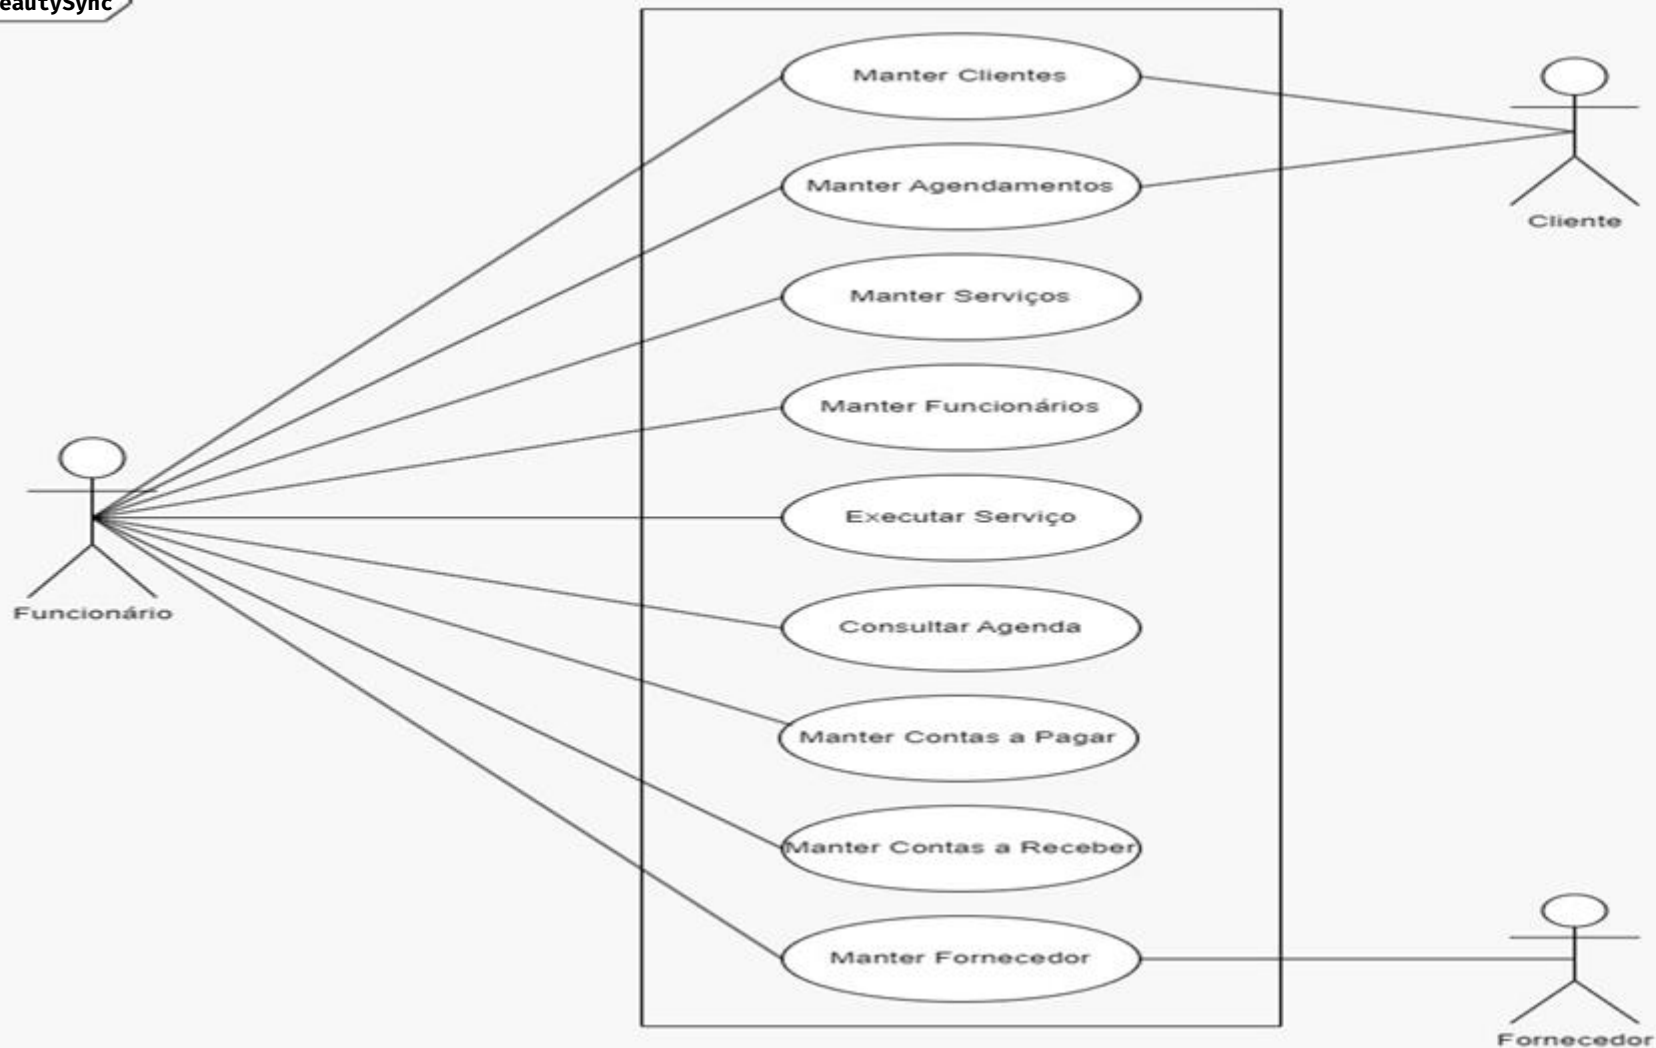 eautySync
Manter Clientes
Manter Agendamentos
Cliente
Manter Serviços
Manter Funcionários
Executar Serviço
Funcionário
Consultar Agenda
Manter Contas a Pagar
Manter Contas a Receber
Manter Fornecedor
Fornecedor